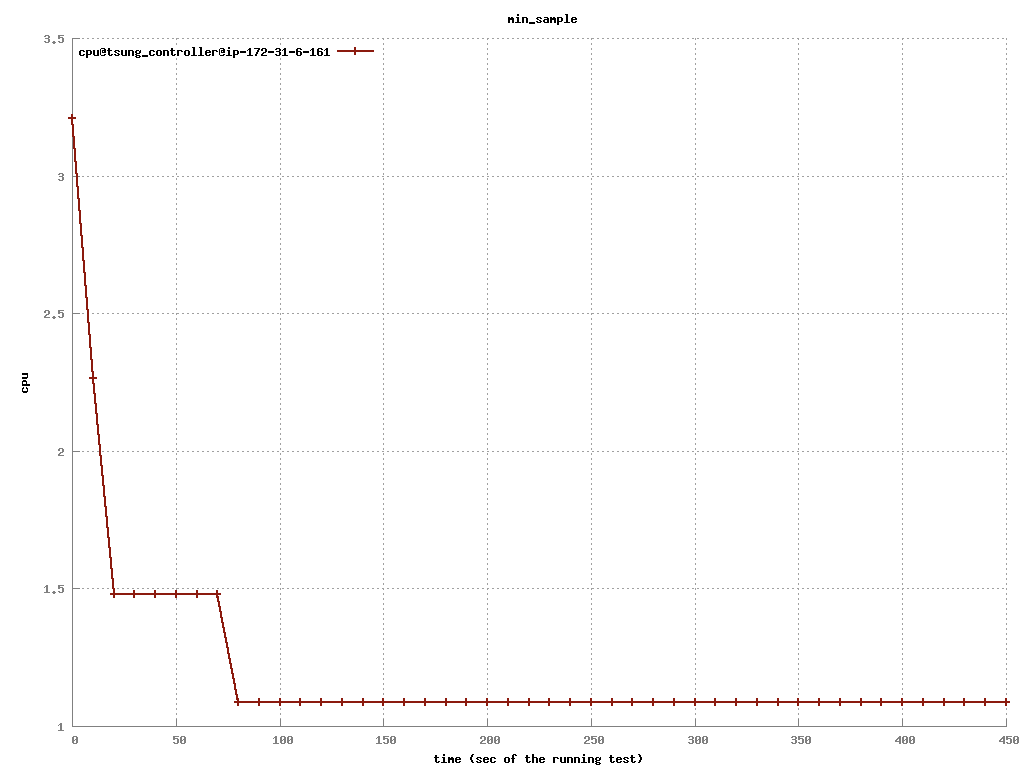 min_sample
3.5
cpu@tsung_controller@ip-172-31-6-161
3
2.5
cpu
2
1.5
1
0 50 100 150 200 250 300 350 400 450
time (sec of the running test)